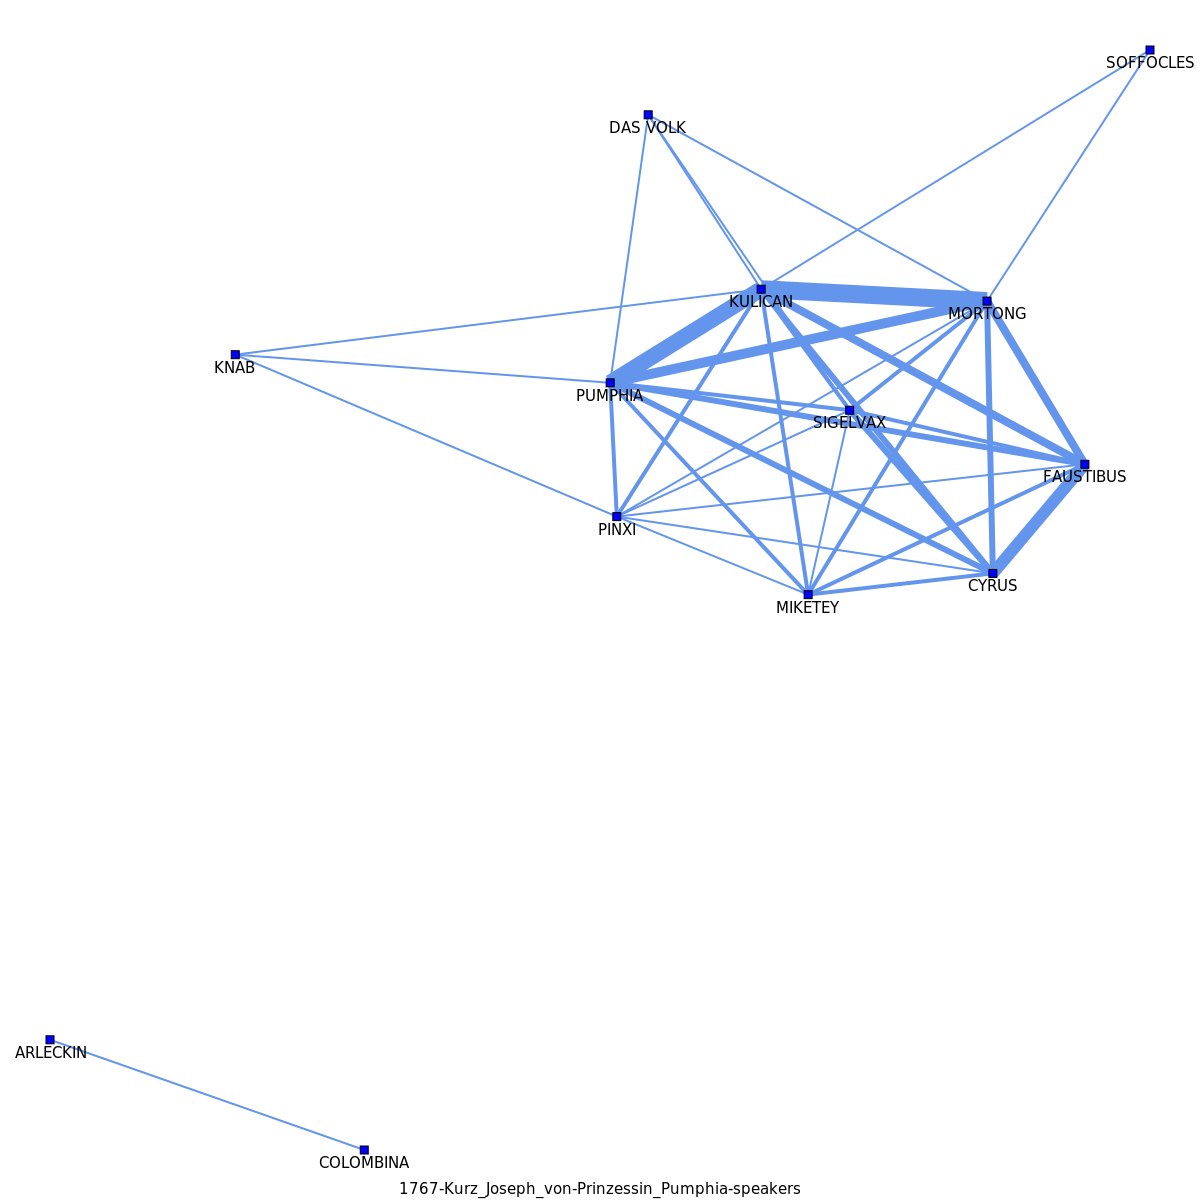 SOFFOCLES
DAS VOLK
KULICAN
MORTONG
KNAB
PUMPHIA
SIGELVAX
FAUSTIBUS
PINXI
CYRUS
MIKETEY
ARLECKIN
COLOMBINA
1767-Kurz_Joseph_von-Prinzessin_Pumphia-speakers